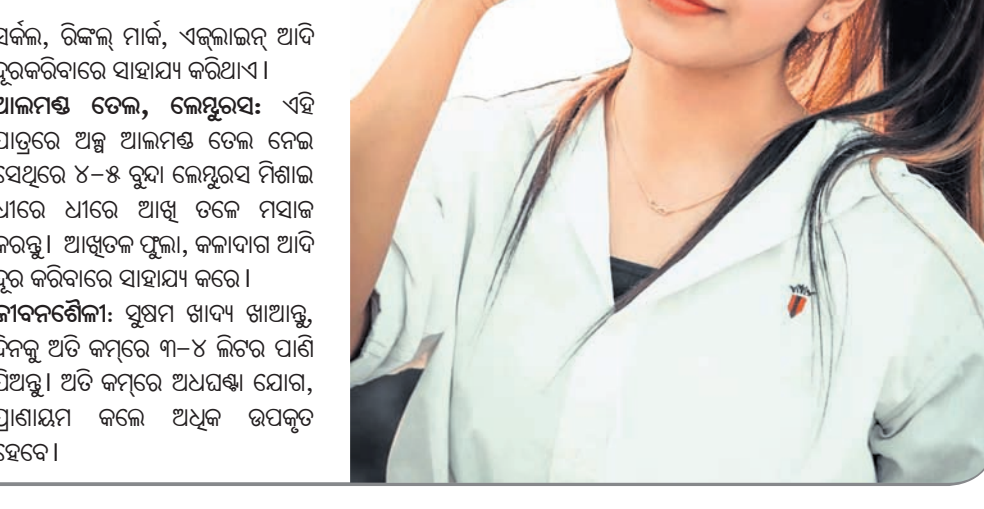 ସର୍କଲ, ରିଙ୍କଲ୍ ମାର୍କ, ଏଜ୍‌ଲାଇନ୍ ଆଦି
ଦୂରକରିବାରେ ସାହାଯ୍ୟ କରିଥାଏ।
ଆଲମଣ୍ଡ ତେଲ, ଲେମ୍ବୁରସ: ଏହି
ପାତ୍ରରେ ଅଳ୍ପ ଆଲମଣ୍ଡ ତେଲ ନେଇ
ସେଥିରେ ୪–୫ ବୁନ୍ଦା ଲେମ୍ବୁରସ ମିଶାଇ
ଧୀରେ ଧୀରେ ଆଖି ତଳେ ମସାଜ
କରନ୍ତୁ। ଆଖିତଳ ଫୁଲା, କଳାଦାଗ ଆଦି
ଦୂର କରିବାରେ ସାହାଯ୍ୟ କରେ।
ଜୀବନଶୈଳୀ: ସୁଷମ ଖାଦ୍ୟ ଖାଆନ୍ତୁ,
ଦିନକୁ ଅତି କମ୍‌ରେ ୩–୪ ଲିଟର ପାଣି
ପିଅନ୍ତୁ। ଅତି କମ୍‌ରେ ଅଧଘଣ୍ଟା ଯୋଗ,
ପ୍ରାଣାୟମ କଲେ ଅଧିକ ଉପକୃତ
ହେବେ।